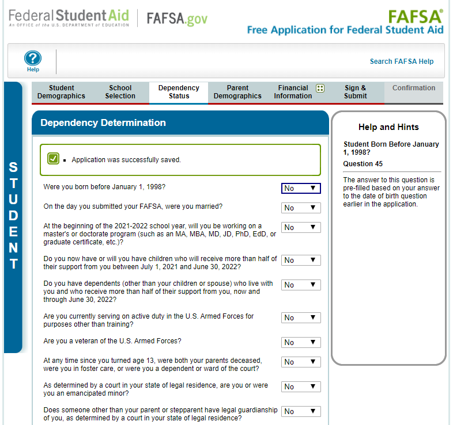 Federal Student Aid
AN OFFICE of the U.S. DEPARTMENT of EDUCATION
FAFSA.gov
FAFSA®
Free Application for Federal Student Aid
?
Help
Search FAFSA Help
Student
Demographics
School
Selection
Dependency
Status
Parent
Demographics
Financial
Information
Sign &
Submit
Confirmation
STUDENT
Dependency Determination
• Application was successfully saved.
Were you born before January 1, 1998?
No
On the day you submitted your FAFSA, were you married?
No
At the beginning of the 2021-2022 school year, will you be working on a
master's or doctorate program (such as an MA, MBA, MD, JD, PhD, EdD, or
graduate certificate, etc.)?
No
Do you now have or will you have children who will receive more than half of
their support from you between July 1, 2021 and June 30, 2022?
No
Do you have dependents (other than your children or spouse) who live with
you and who receive more than half of their support from you, now and
through June 30, 2022?
No
Are you currently serving on active duty in the U.S. Armed Forces for
purposes other than training?
No
Are you a veteran of the U.S. Armed Forces?
No
At any time since you turned age 13, were both your parents deceased,
were you in foster care, or were you a dependent or ward of the court?
No
As determined by a court in your state of legal residence, are you or were
you an emancipated minor?
No
Does someone other than your parent or stepparent have legal guardianship
of you, as determined by a court in your state of legal residence?
No
Help and Hints
Student Born Before January
1, 1998?
Question 45
The answer to this question is
pre-filled based on your answer
to the date of birth question
earlier in the application.